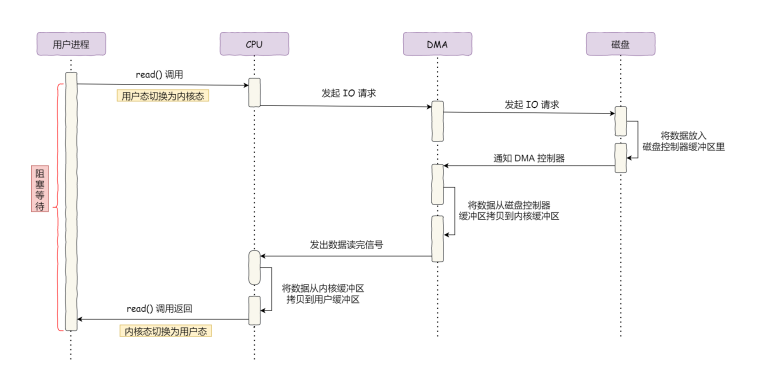 用户进程
CPU
DMA
磁盘
read() 调用
用户态切换为内核态
发起 IO 请求
发起 IO 请求
将数据放入
磁盘控制器缓冲区里
通知 DMA 控制器
阻
塞
等
待
将数据从磁盘控制器
缓冲区拷贝到内核缓冲区
发出数据读完信号
将数据从内核缓冲区
拷贝到用户缓冲区
read() 调用返回
内核态切换为用户态